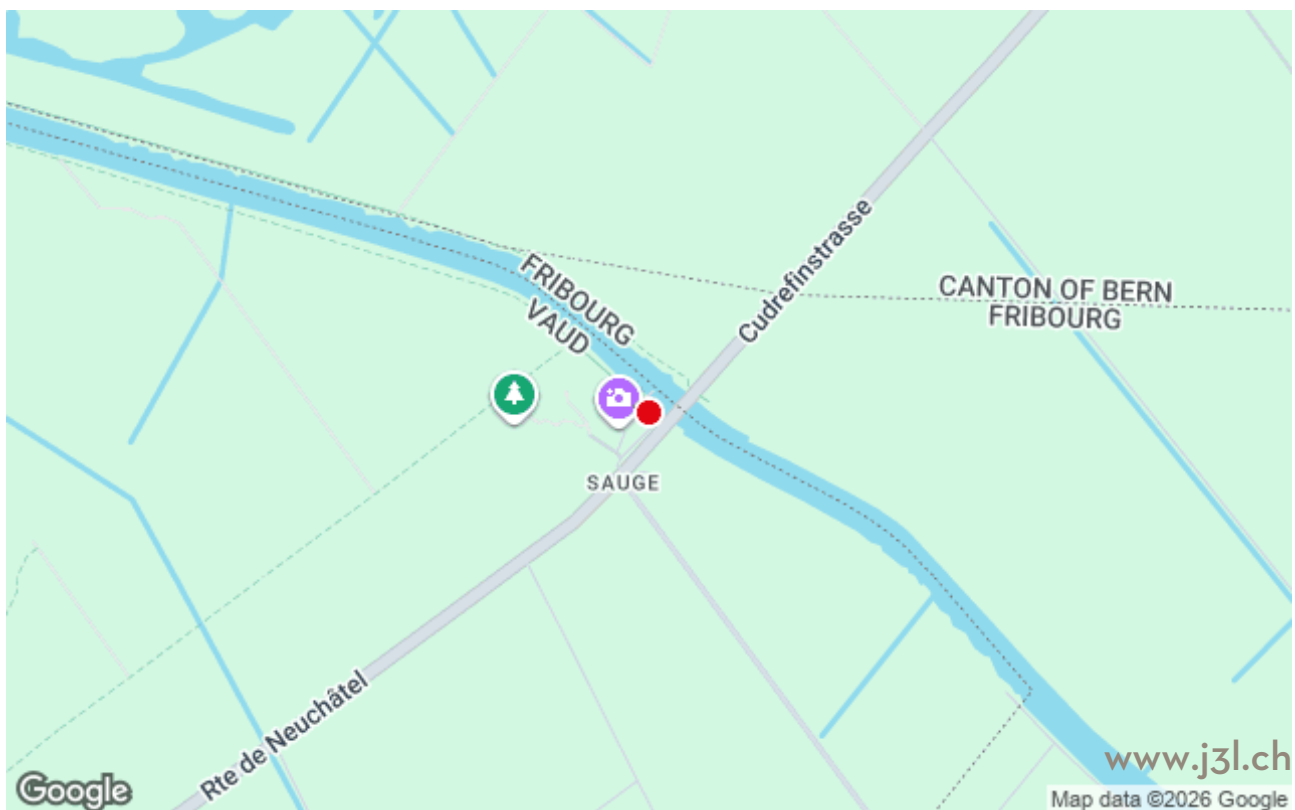 FRIBOURG
VAUD
Cudrefinstrasse
CANTON OF BERN
FRIBOURG
SAUGE
Rte de Neuchâtel
www.j3l.ch
Google
Map data ©2026 Google